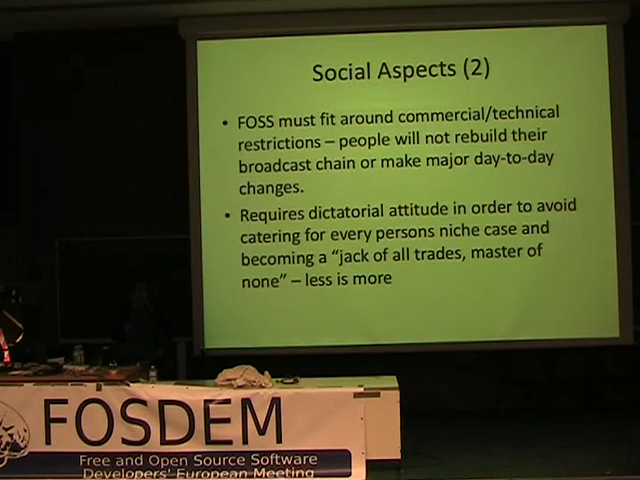 Social Aspects (2)
• FOSS must fit around commercial/technical
restrictions – people will not rebuild their
broadcast chain or make major day-to-day
changes.
• Requires dictatorial attitude in order to avoid
catering for every persons niche case and
becoming a “jack of all trades, master of
none” – less is more
FOSDEM
Free and Open Source Software
Developers' European Meeting